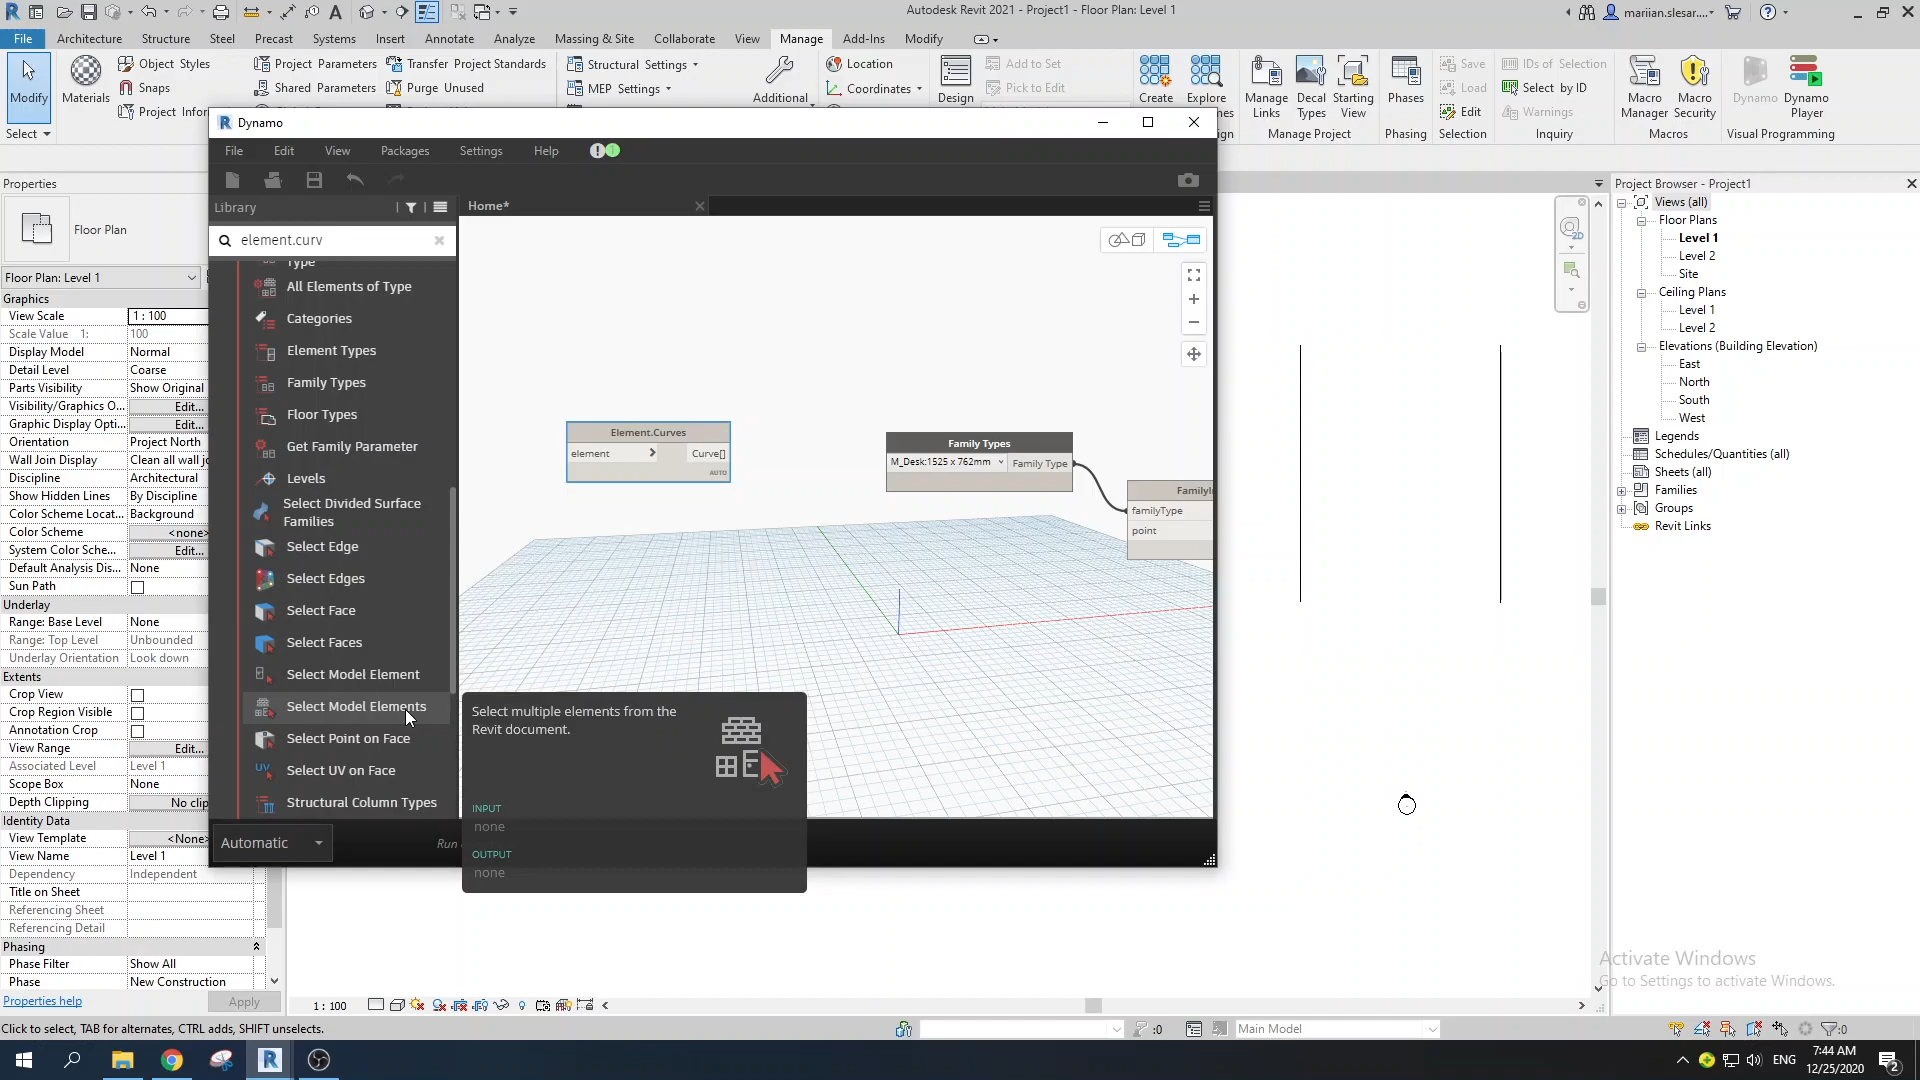 Autodesk Revit 2021 - Project1 - Floor Plan: Level 1
mariian.slesar....
File Architecture Structure Steel Precast Systems Insert Annotate Analyze Massing & Site Collaborate View Manage Add-Ins Modify
Modify
Select
Materials
Object Styles
Snaps
Project Infor
Project Parameters
Shared Parameters
Transfer Project Standards
Purge Unused
Structural Settings
MEP Settings
Additional
Location
Coordinates
Design
Add to Set
Pick to Edit
Create
Explore
Manage Links
Decal Types
Starting View
Manage Project
Phases
Phasing
Save
Load
Edit
Selection
IDs of Selection
Select by ID
Warnings
Inquiry
Macro Manager
Macro Security
Macros
Dynamo
Dynamo Player
Visual Programming
Dynamo
File Edit View Packages Settings Help
Library
Home*
element.curv
Type
All Elements of Type
Categories
Element Types
Family Types
Floor Types
Get Family Parameter
Levels
Select Divided Surface
Families
Select Edge
Select Edges
Select Face
Select Faces
Select Model Element
Select Model Elements
Select Point on Face
Select UV on Face
Structural Column Types
Automatic
Run
Element.Curves
element > Curve[]
AUTO
Family Types
M_Desk:1525 x 762mm
Family Type
FamilyI
familyType
point
Select multiple elements from the
Revit document.
INPUT
none
OUTPUT
none
Properties
Floor Plan
Floor Plan: Level 1
Graphics
View Scale 1 : 100
Scale Value 1: 100
Display Model Normal
Detail Level Coarse
Parts Visibility Show Original
Visibility/Graphics O... Edit...
Graphic Display Opti... Edit...
Orientation Project North
Wall Join Display Clean all wall jo
Discipline Architectural
Show Hidden Lines By Discipline
Color Scheme Locat... Background
Color Scheme <none>
System Color Sche... Edit...
Default Analysis Dis... None
Sun Path
Underlay
Range: Base Level None
Range: Top Level Unbounded
Underlay Orientation Look down
Extents
Crop View
Crop Region Visible
Annotation Crop
View Range Edit...
Associated Level Level 1
Scope Box None
Depth Clipping No clip
Identity Data
View Template <None>
View Name Level 1
Dependency Independent
Title on Sheet
Referencing Sheet
Referencing Detail
Phasing
Phase Filter Show All
Phase New Construction
Properties help
Apply
Project Browser - Project1
Views (all)
Floor Plans
Level 1
Level 2
Site
Ceiling Plans
Level 1
Level 2
Elevations (Building Elevation)
East
North
South
West
Legends
Schedules/Quantities (all)
Sheets (all)
Families
Groups
Revit Links
2D
1 : 100
Activate Windows
Go to Settings to activate Windows.
Click to select, TAB for alternates, CTRL adds, SHIFT unselects.
:0
Main Model
:0
ENG
7:44 AM
12/25/2020
2